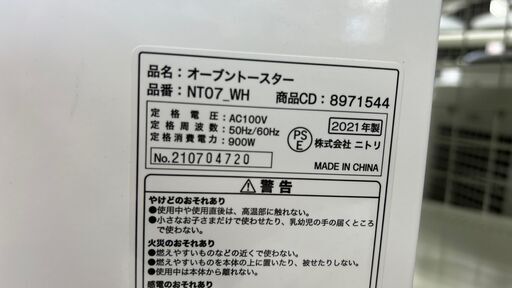 品名：オーブントースター
品番：NT07_WH 商品CD：8971544
定格電圧：AC100V
定格周波数：50Hz/60Hz
定格消費電力：900W
PSE
2021年製
株式会社 ニトリ
No.210704720
MADE IN CHINA
警告
やけどのおそれあり
●使用中や使用直後は、高温部に触れない。
●小さなお子さまだけで使わせたり、乳幼児の手の届くところ
で使わない。
火災のおそれあり
●燃えやすいものなどの近くで使わない。
●燃えやすいものを本体の上に置いたり、被せたりしない。
●使用中は本体から離れない。
感電のおそれあり